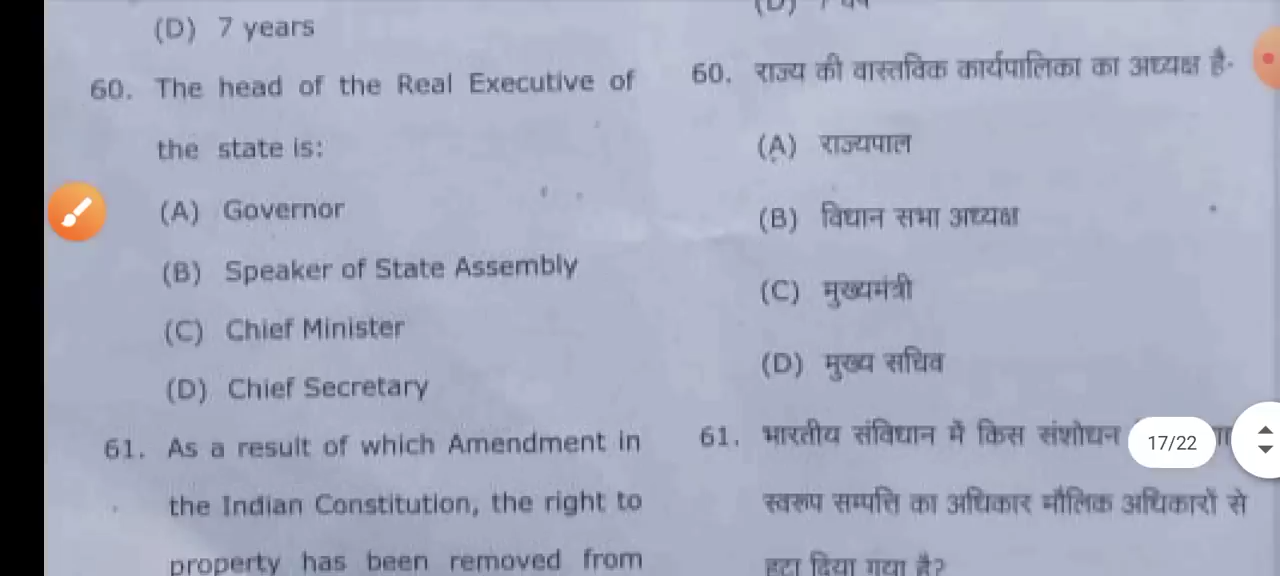 (D) 7 years
60. The head of the Real Executive of
the state is:
(A) Governor
(B) Speaker of State Assembly
(C) Chief Minister
(D) Chief Secretary
61. As a result of which Amendment in
the Indian Constitution, the right to
property has been removed from
(D) 7 वर्ष
60. राज्य की वास्तविक कार्यपालिका का अध्यक्ष है-
(A) राज्यपाल
(B) विधान सभा अध्यक्ष
(C) मुख्यमंत्री
(D) मुख्य सचिव
61. भारतीय संविधान में किस संशोधन
स्वरूप सम्पत्ति का अधिकार मौलिक अधिकारों से
हटा दिया गया है?
17/22